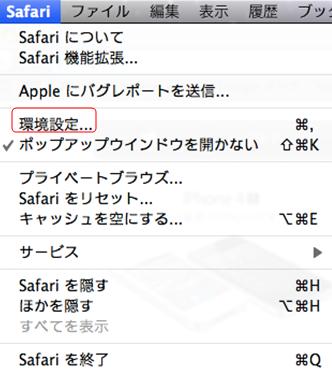 Safari ファイル 編集 表示 履歴 ブッ
Safari について
Safari 機能拡張...
Apple にバグレポートを送信...
環境設定... ⌘,
✓ ポップアップウインドウを開かない ⇧⌘K
プライベートブラウズ...
Safari をリセット...
キャッシュを空にする... ⌥⌘E
サービス ▶
Safari を隠す ⌘H
ほかを隠す ⌥⌘H
すべてを表示
Safari を終了 ⌘Q